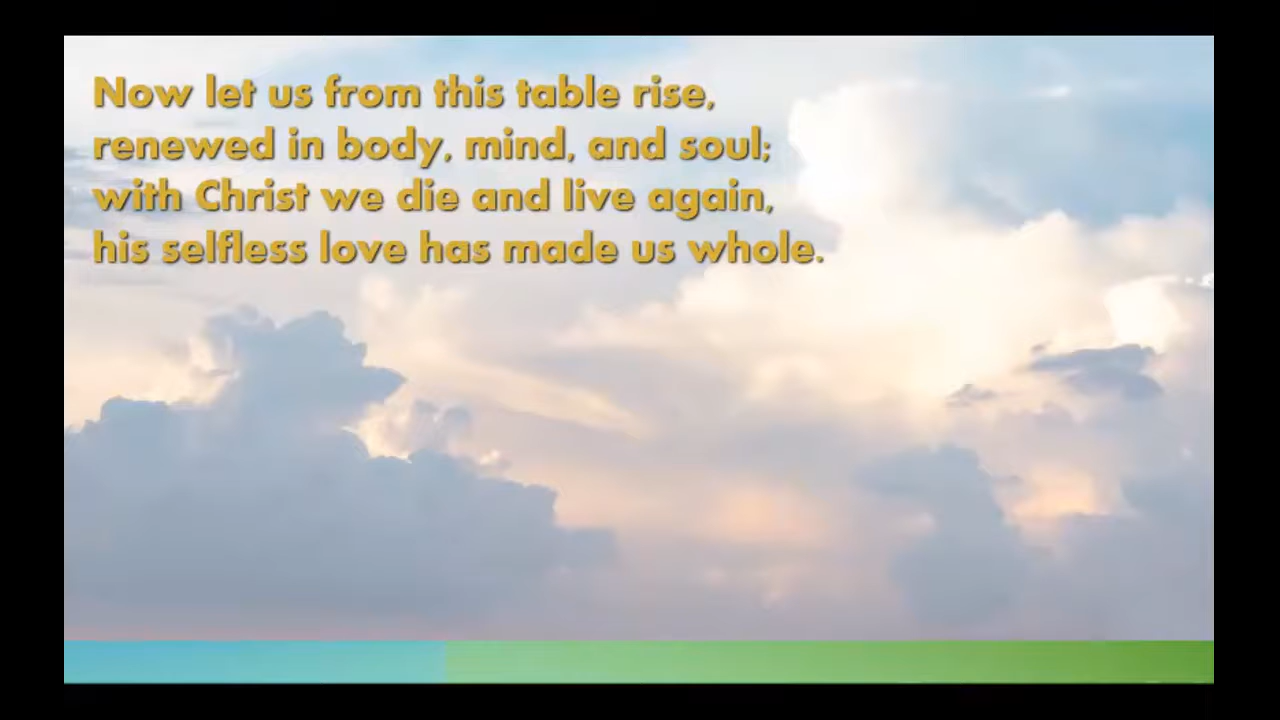 Now let us from this table rise,
renewed in body, mind, and soul;
with Christ we die and live again,
his selfless love has made us whole.